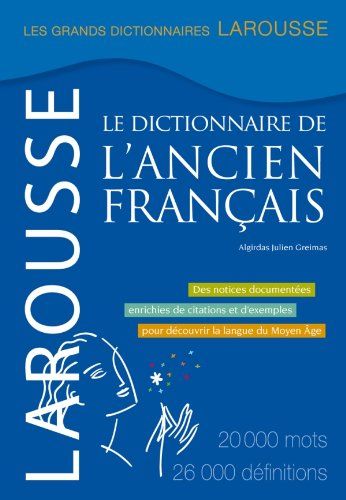 LES GRANDS DICTIONNAIRES LAROUSSE
LAROUSSE
LE DICTIONNAIRE DE
L'ANCIEN
FRANÇAIS
Algirdas Julien Greimas
Des notices documentées
enrichies de citations et d'exemples
pour découvrir la langue du Moyen Âge
20 000 mots
26 000 définitions